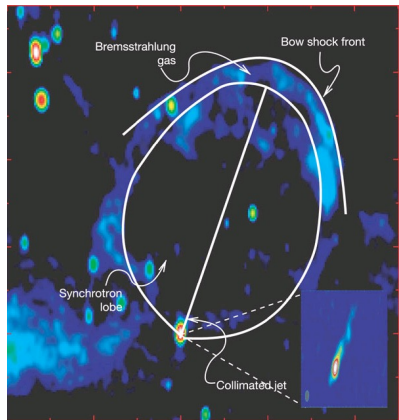 Bremsstrahlung
gas
Bow shock front
Synchrotron
lobe
Collimated jet